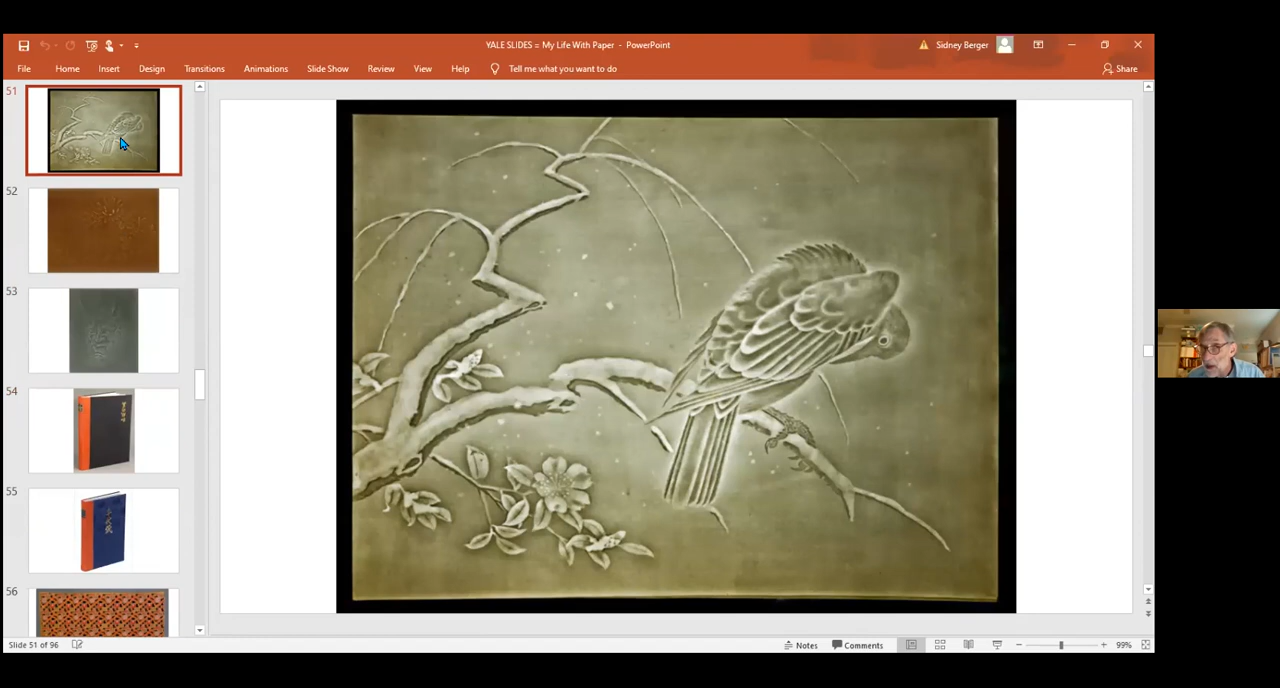 YALE SLIDES = My Life With Paper - PowerPoint
Sidney Berger
File Home Insert Design Transitions Animations Slide Show Review View Help Tell me what you want to do
Share
51
52
53
54
55
56
Slide 51 of 96
Notes Comments
99%